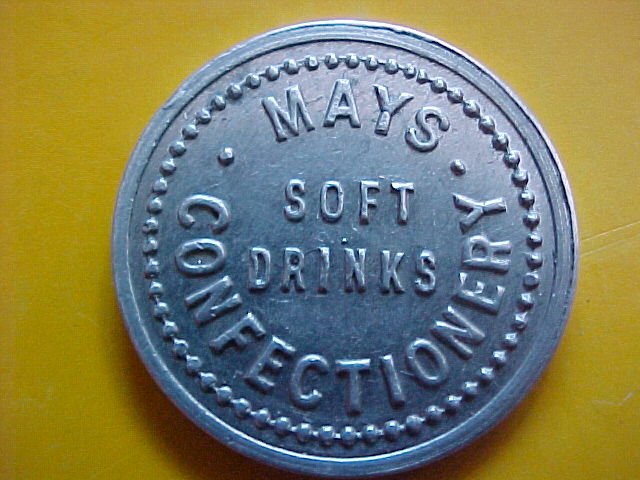 · MAYS ·
SOFT
DRINKS
CONFECTIONERY